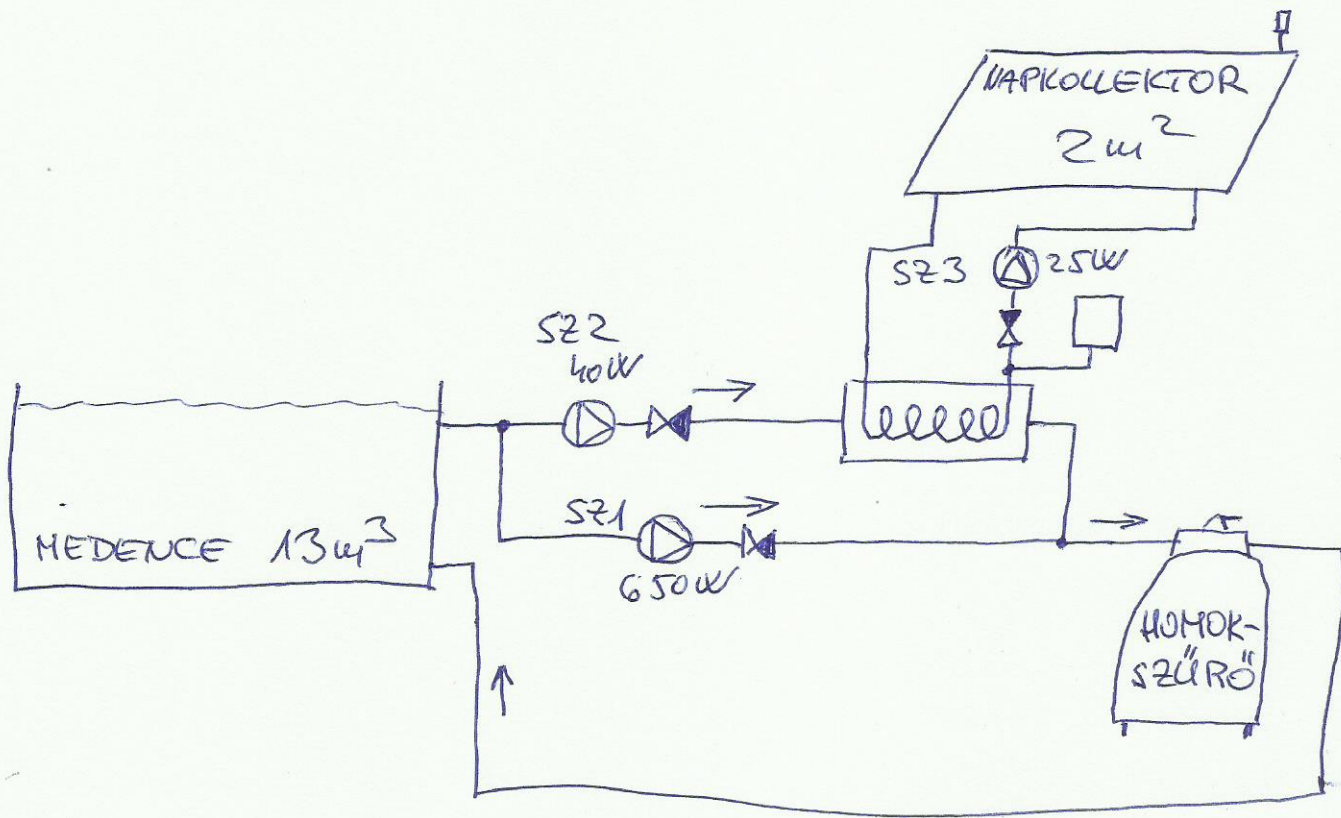 NAPKOLLEKTOR
2m²
SZ3 25W
SZ2
40W
MEDENCE 13m³
SZ1
650W
HOMOK-
SZŰRŐ